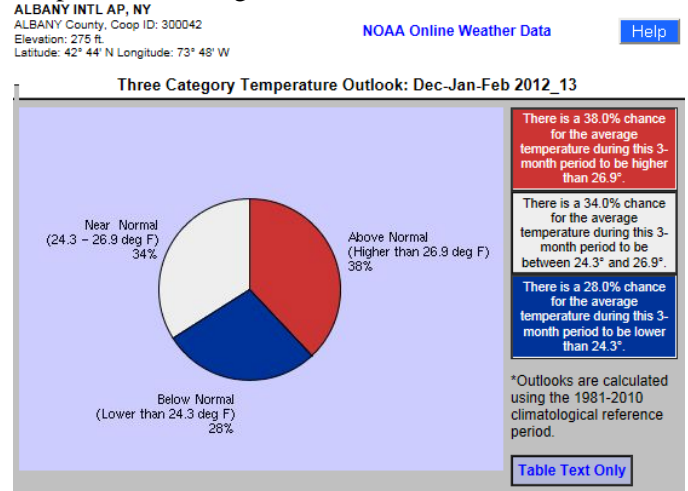 ALBANY INTL AP, NY
ALBANY County, Coop ID: 300042
Elevation: 275 ft.
Latitude: 42° 44' N Longitude: 73° 48' W
NOAA Online Weather Data
Help
Three Category Temperature Outlook: Dec-Jan-Feb 2012_13
Near Normal
(24.3 - 26.9 deg F)
34%
Above Normal
(Higher than 26.9 deg F)
38%
Below Normal
(Lower than 24.3 deg F)
28%
There is a 38.0% chance
for the average
temperature during this 3-
month period to be higher
than 26.9°.
There is a 34.0% chance
for the average
temperature during this 3-
month period to be
between 24.3° and 26.9°.
There is a 28.0% chance
for the average
temperature during this 3-
month period to be lower
than 24.3°.
*Outlooks are calculated
using the 1981-2010
climatological reference
period.
Table Text Only